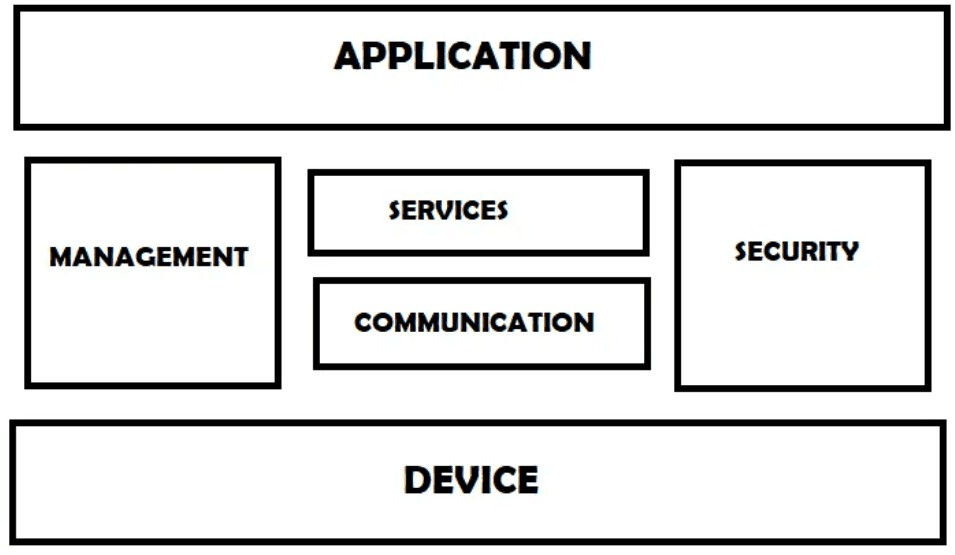 APPLICATION
MANAGEMENT
SERVICES
COMMUNICATION
SECURITY
DEVICE